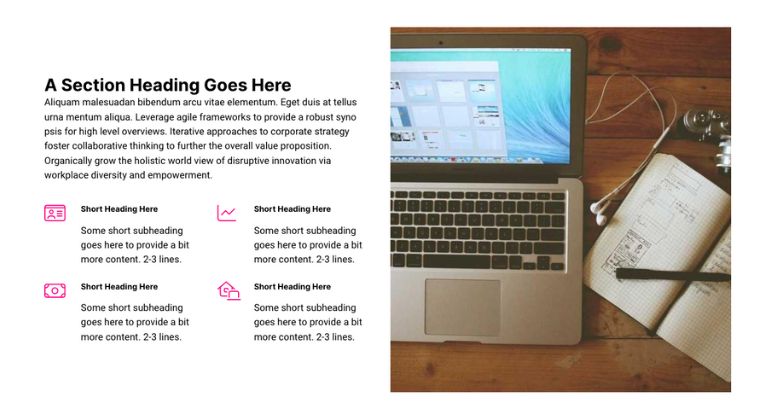 A Section Heading Goes Here
Aliquam malesuadan bibendum arcu vitae elementum. Eget duis at tellus
urna mentum aliqua. Leverage agile frameworks to provide a robust syno
psis for high level overviews. Iterative approaches to corporate strategy
foster collaborative thinking to further the overall value proposition.
Organically grow the holistic world view of disruptive innovation via
workplace diversity and empowerment.
Short Heading Here
Some short subheading
goes here to provide a bit
more content. 2-3 lines.
Short Heading Here
Some short subheading
goes here to provide a bit
more content. 2-3 lines.
Short Heading Here
Some short subheading
goes here to provide a bit
more content. 2-3 lines.
Short Heading Here
Some short subheading
goes here to provide a bit
more content. 2-3 lines.